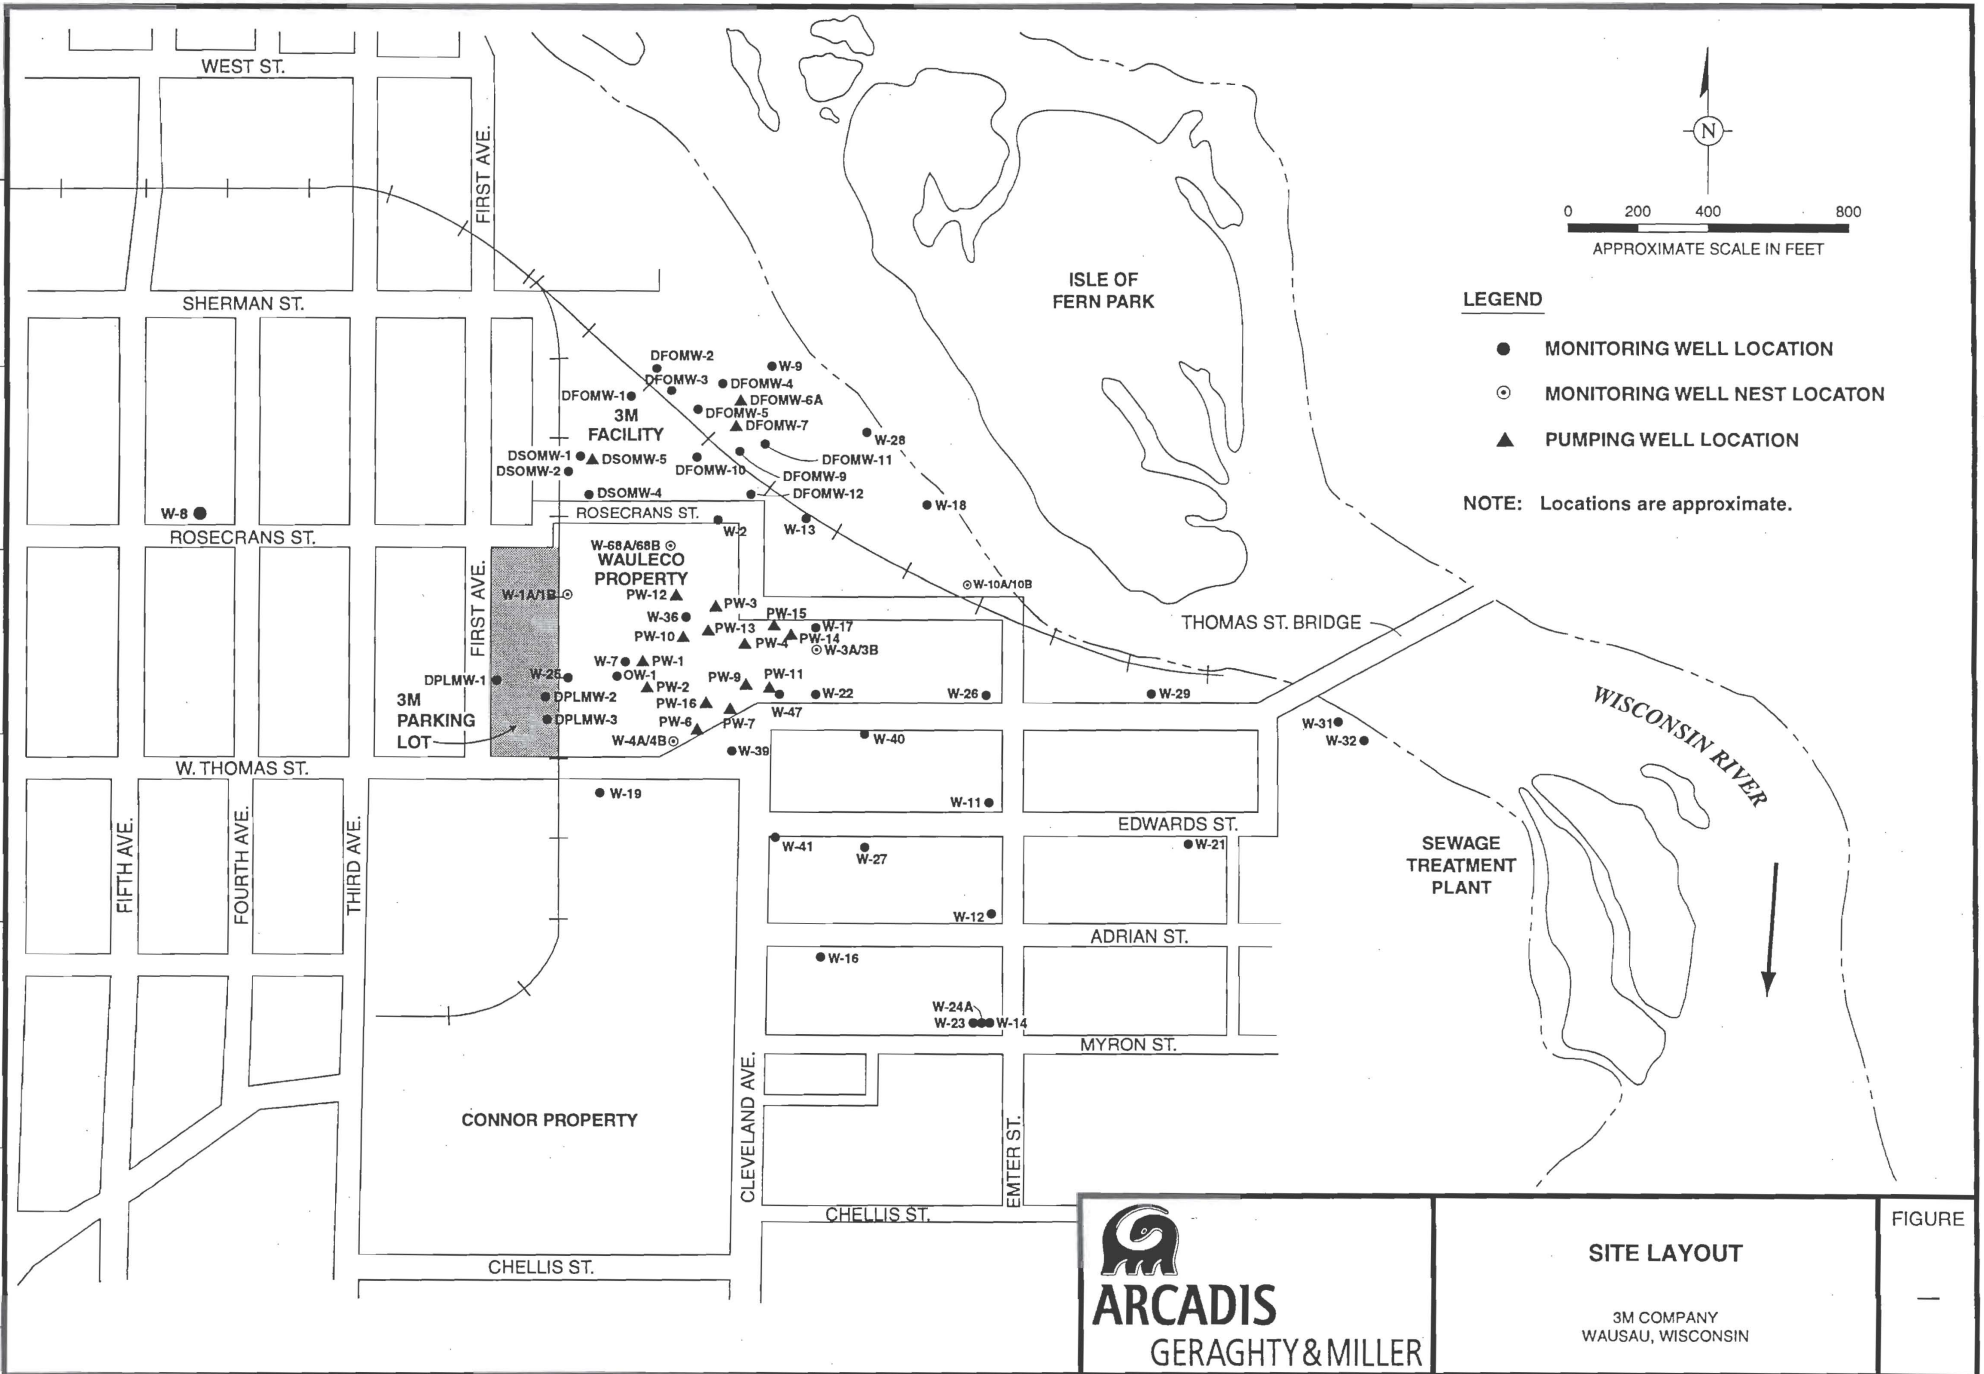 WEST ST.
FIRST AVE.
N
0 200 400 800
APPROXIMATE SCALE IN FEET
ISLE OF
FERN PARK
SHERMAN ST.
LEGEND
MONITORING WELL LOCATION
MONITORING WELL NEST LOCATON
PUMPING WELL LOCATION
NOTE: Locations are approximate.
DFOMW-2
W-9
DFOMW-3
DFOMW-4
DFOMW-1
DFOMW-6A
DFOMW-5
3M
FACILITY
DFOMW-7
W-28
DSOMW-1
DSOMW-5
DFOMW-11
DSOMW-2
DFOMW-10
DFOMW-9
DSOMW-4
DFOMW-12
W-18
W-8
ROSECRANS ST.
W-13
W-2
ROSECRANS ST.
W-68A/68B
WAULECO
PROPERTY
W-10A/10B
FIRST AVE.
W-1A/1B
PW-12
PW-3
W-36
PW-15
W-17
THOMAS ST. BRIDGE
PW-10
PW-13
PW-14
PW-4
W-3A/3B
W-7
PW-1
W-25
OW-1
PW-9
PW-11
DPLMW-1
PW-2
DPLMW-2
W-22
W-26
W-29
3M
PARKING
LOT
PW-16
W-47
DPLMW-3
PW-6
PW-7
W-31
W-32
WISCONSIN RIVER
W-4A/4B
W-39
W-40
W. THOMAS ST.
W-19
W-11
EDWARDS ST.
FIFTH AVE.
FOURTH AVE.
THIRD AVE.
W-41
W-27
W-21
SEWAGE
TREATMENT
PLANT
W-12
ADRIAN ST.
W-16
W-24A
W-23
W-14
MYRON ST.
CLEVELAND AVE.
EMTER ST.
CONNOR PROPERTY
CHELLIS ST.
CHELLIS ST.
ARCADIS
GERAGHTY&MILLER
SITE LAYOUT
3M COMPANY
WAUSAU, WISCONSIN
FIGURE
—